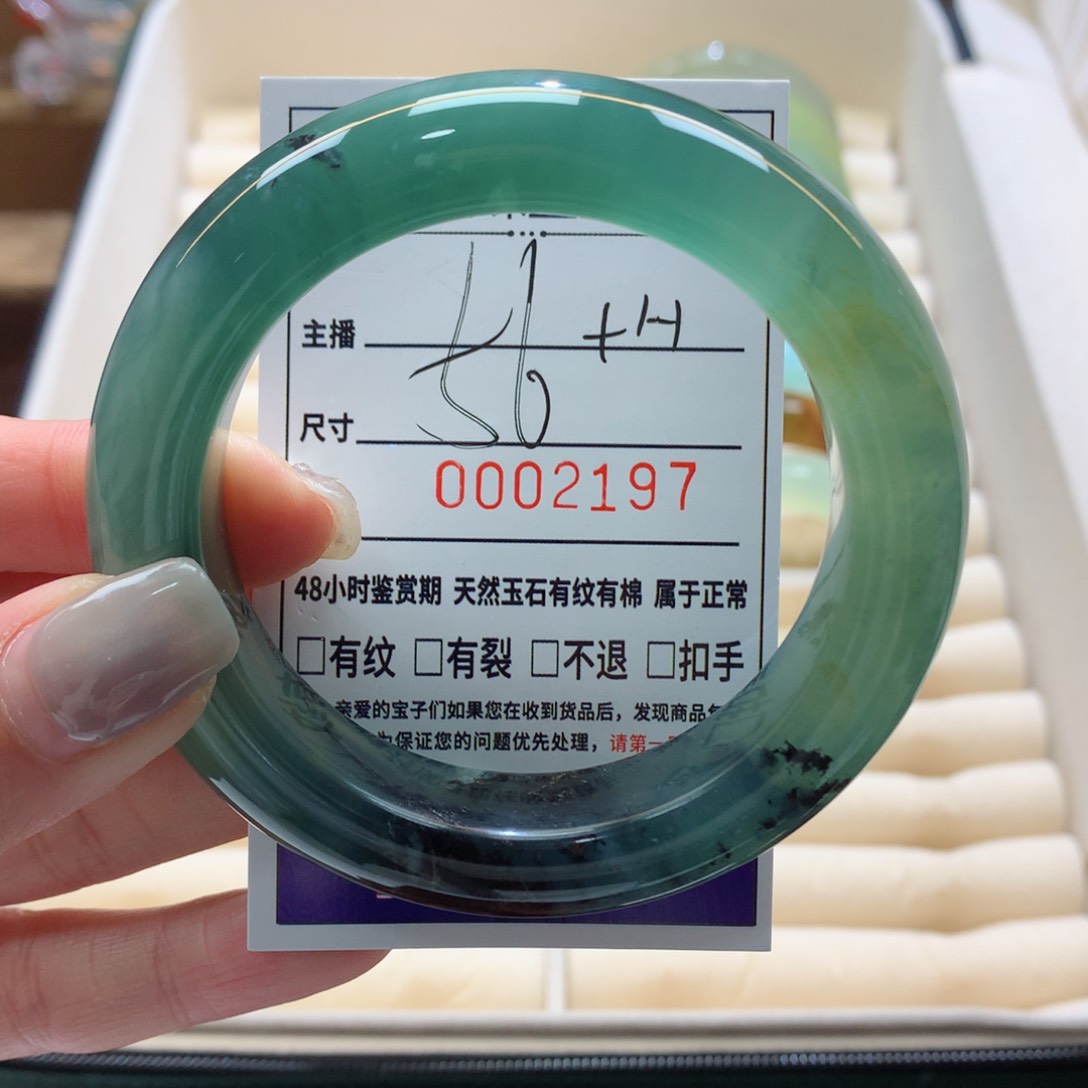 主播
尺寸 56 +H
0002197
48小时鉴赏期 天然玉石有纹有棉 属于正常
□有纹 □有裂 □不退 □扣手
亲爱的宝子们如果您在收到货品后，发现商品
保证您的问题优先处理，请第一